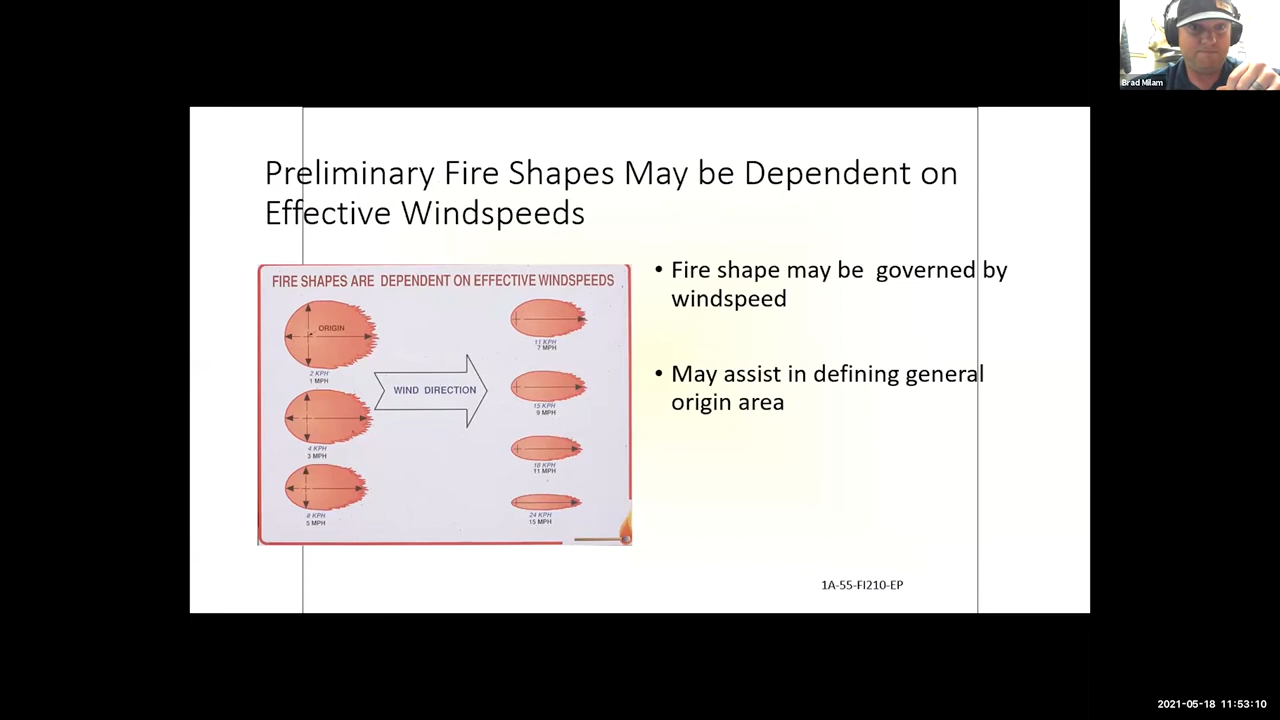 Brad Milam
Preliminary Fire Shapes May be Dependent on
Effective Windspeeds
FIRE SHAPES ARE DEPENDENT ON EFFECTIVE WINDSPEEDS
ORIGIN
2 KPH
1 MPH
4 KPH
3 MPH
8 KPH
5 MPH
WIND DIRECTION
11 KPH
7 MPH
15 KPH
9 MPH
18 KPH
11 MPH
24 KPH
15 MPH
• Fire shape may be governed by
windspeed
• May assist in defining general
origin area
1A-55-FI210-EP
2021-05-18 11:53:10